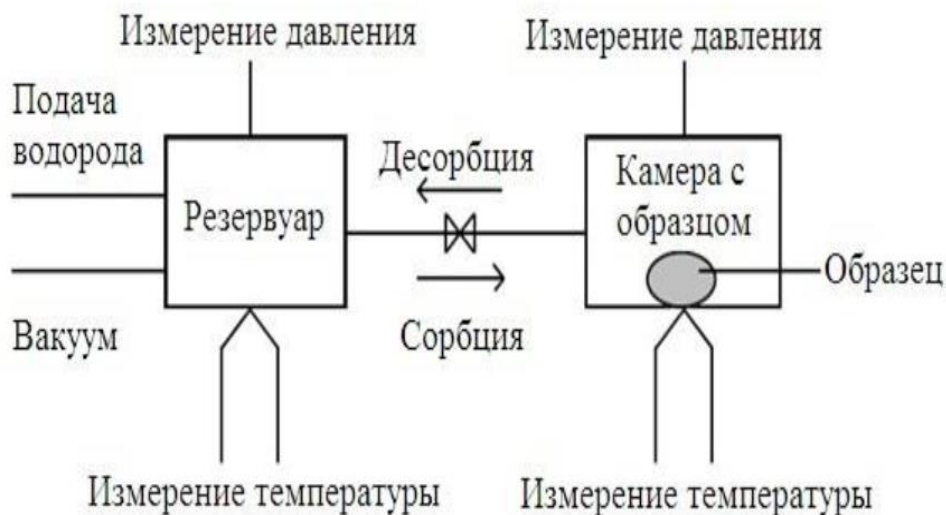 Измерение давления
Измерение давления
Подача
водорода
Десорбция
Камера с
образцом
Резервуар
Образец
Вакуум
Сорбция
Измерение температуры
Измерение температуры